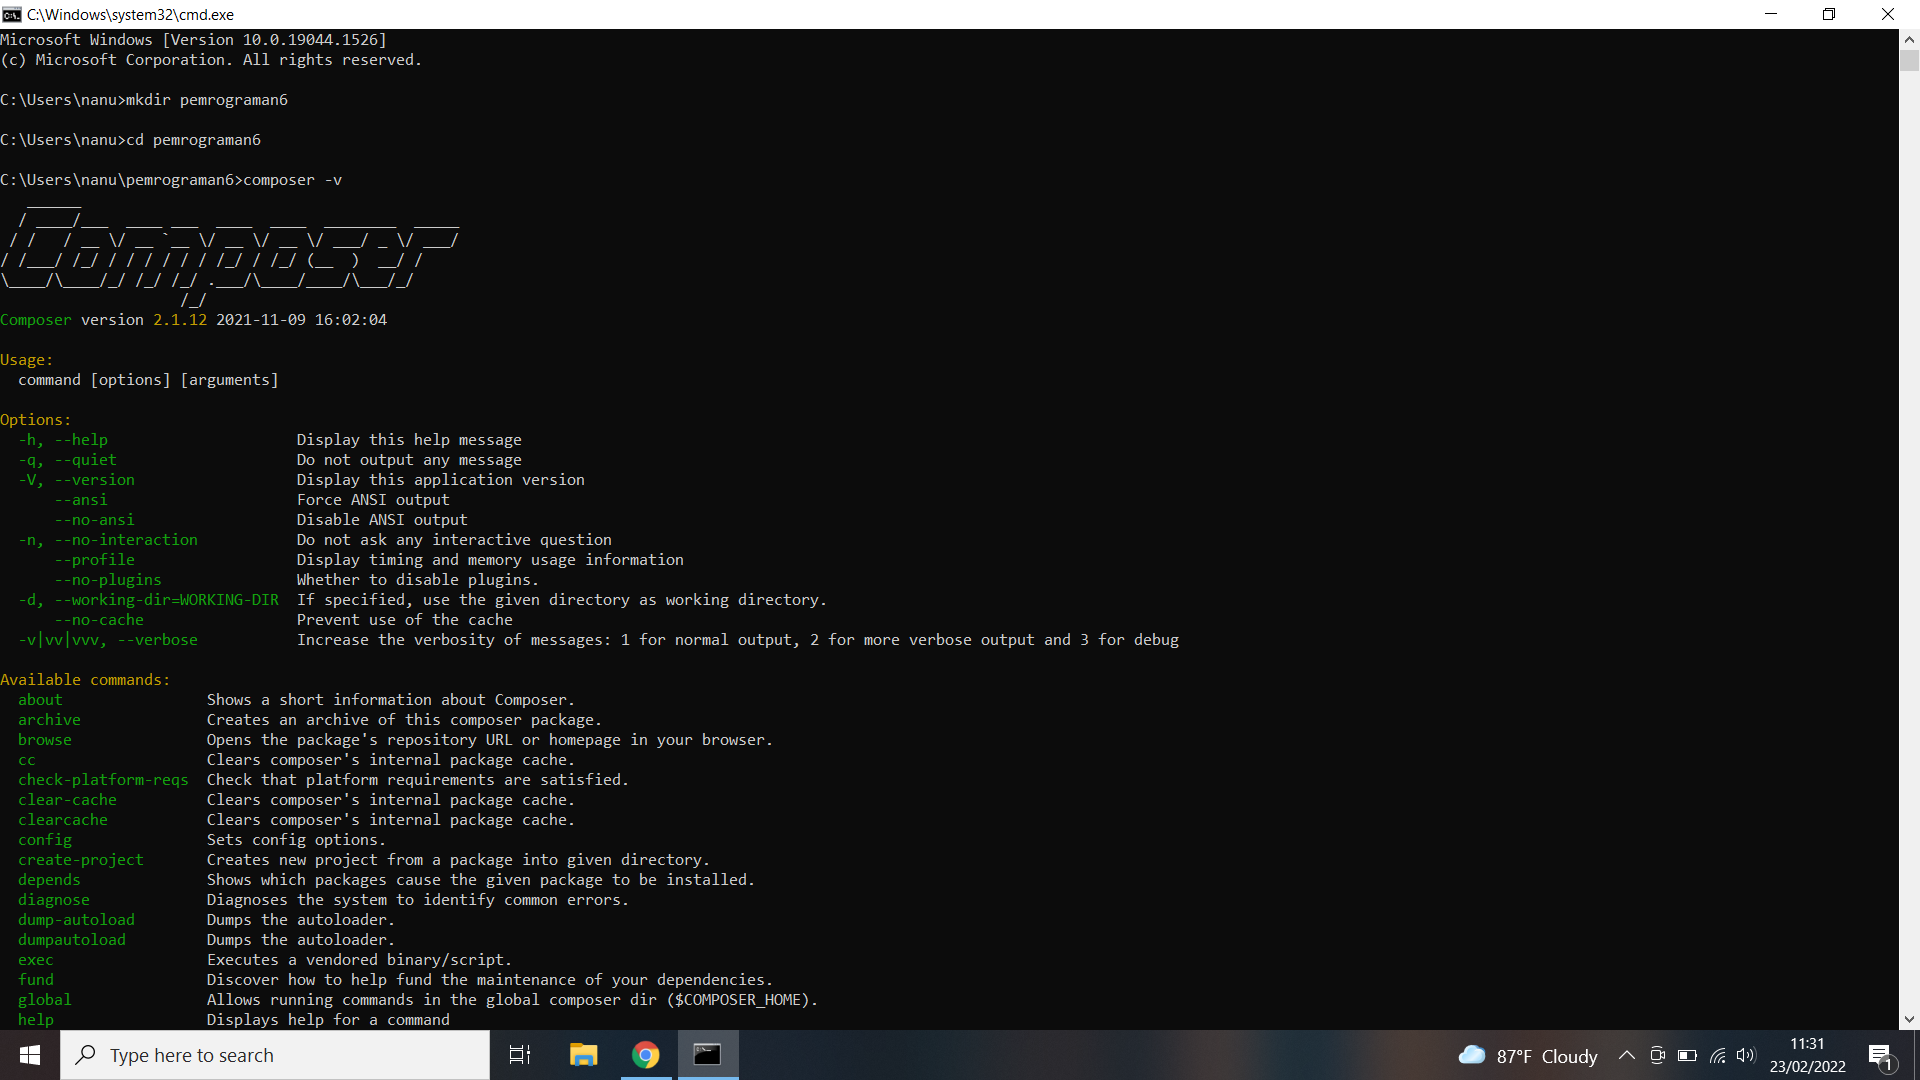 C:\Windows\system32\cmd.exe
Microsoft Windows [Version 10.0.19044.1526]
(c) Microsoft Corporation. All rights reserved.
C:\Users\nanu>mkdir pemrograman6
C:\Users\nanu>cd pemrograman6
C:\Users\nanu\pemrograman6>composer -v
Composer
Composer version 2.1.12 2021-11-09 16:02:04
Usage:
command [options] [arguments]
Options:
-h, --help Display this help message
-q, --quiet Do not output any message
-V, --version Display this application version
--ansi Force ANSI output
--no-ansi Disable ANSI output
-n, --no-interaction Do not ask any interactive question
--profile Display timing and memory usage information
--no-plugins Whether to disable plugins.
-d, --working-dir=WORKING-DIR If specified, use the given directory as working directory.
--no-cache Prevent use of the cache
-v|vv|vvv, --verbose Increase the verbosity of messages: 1 for normal output, 2 for more verbose output and 3 for debug
Available commands:
about Shows a short information about Composer.
archive Creates an archive of this composer package.
browse Opens the package's repository URL or homepage in your browser.
cc Clears composer's internal package cache.
check-platform-reqs Check that platform requirements are satisfied.
clear-cache Clears composer's internal package cache.
clearcache Clears composer's internal package cache.
config Sets config options.
create-project Creates new project from a package into given directory.
depends Shows which packages cause the given package to be installed.
diagnose Diagnoses the system to identify common errors.
dump-autoload Dumps the autoloader.
dumpautoload Dumps the autoloader.
exec Executes a vendored binary/script.
fund Discover how to help fund the maintenance of your dependencies.
global Allows running commands in the global composer dir ($COMPOSER_HOME).
help Displays help for a command
Type here to search
87°F Cloudy
11:31
23/02/2022
1